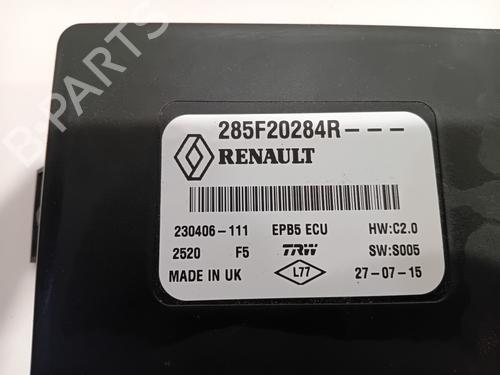 B-PARTS
285F20284R---
RENAULT
230406-111 EPB5 ECU HW:C2.0
2520 F5 TRW SW:S005
MADE IN UK L77 27-07-15